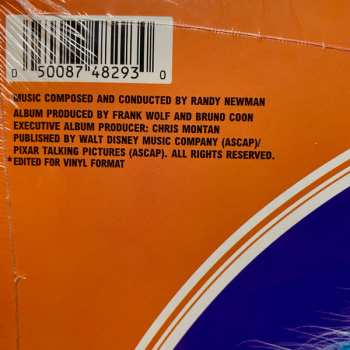 0 50087 48293 0
MUSIC COMPOSED AND CONDUCTED BY RANDY NEWMAN
ALBUM PRODUCED BY FRANK WOLF AND BRUNO COON
EXECUTIVE ALBUM PRODUCER: CHRIS MONTAN
PUBLISHED BY WALT DISNEY MUSIC COMPANY (ASCAP)/
PIXAR TALKING PICTURES (ASCAP). ALL RIGHTS RESERVED.
*EDITED FOR VINYL FORMAT